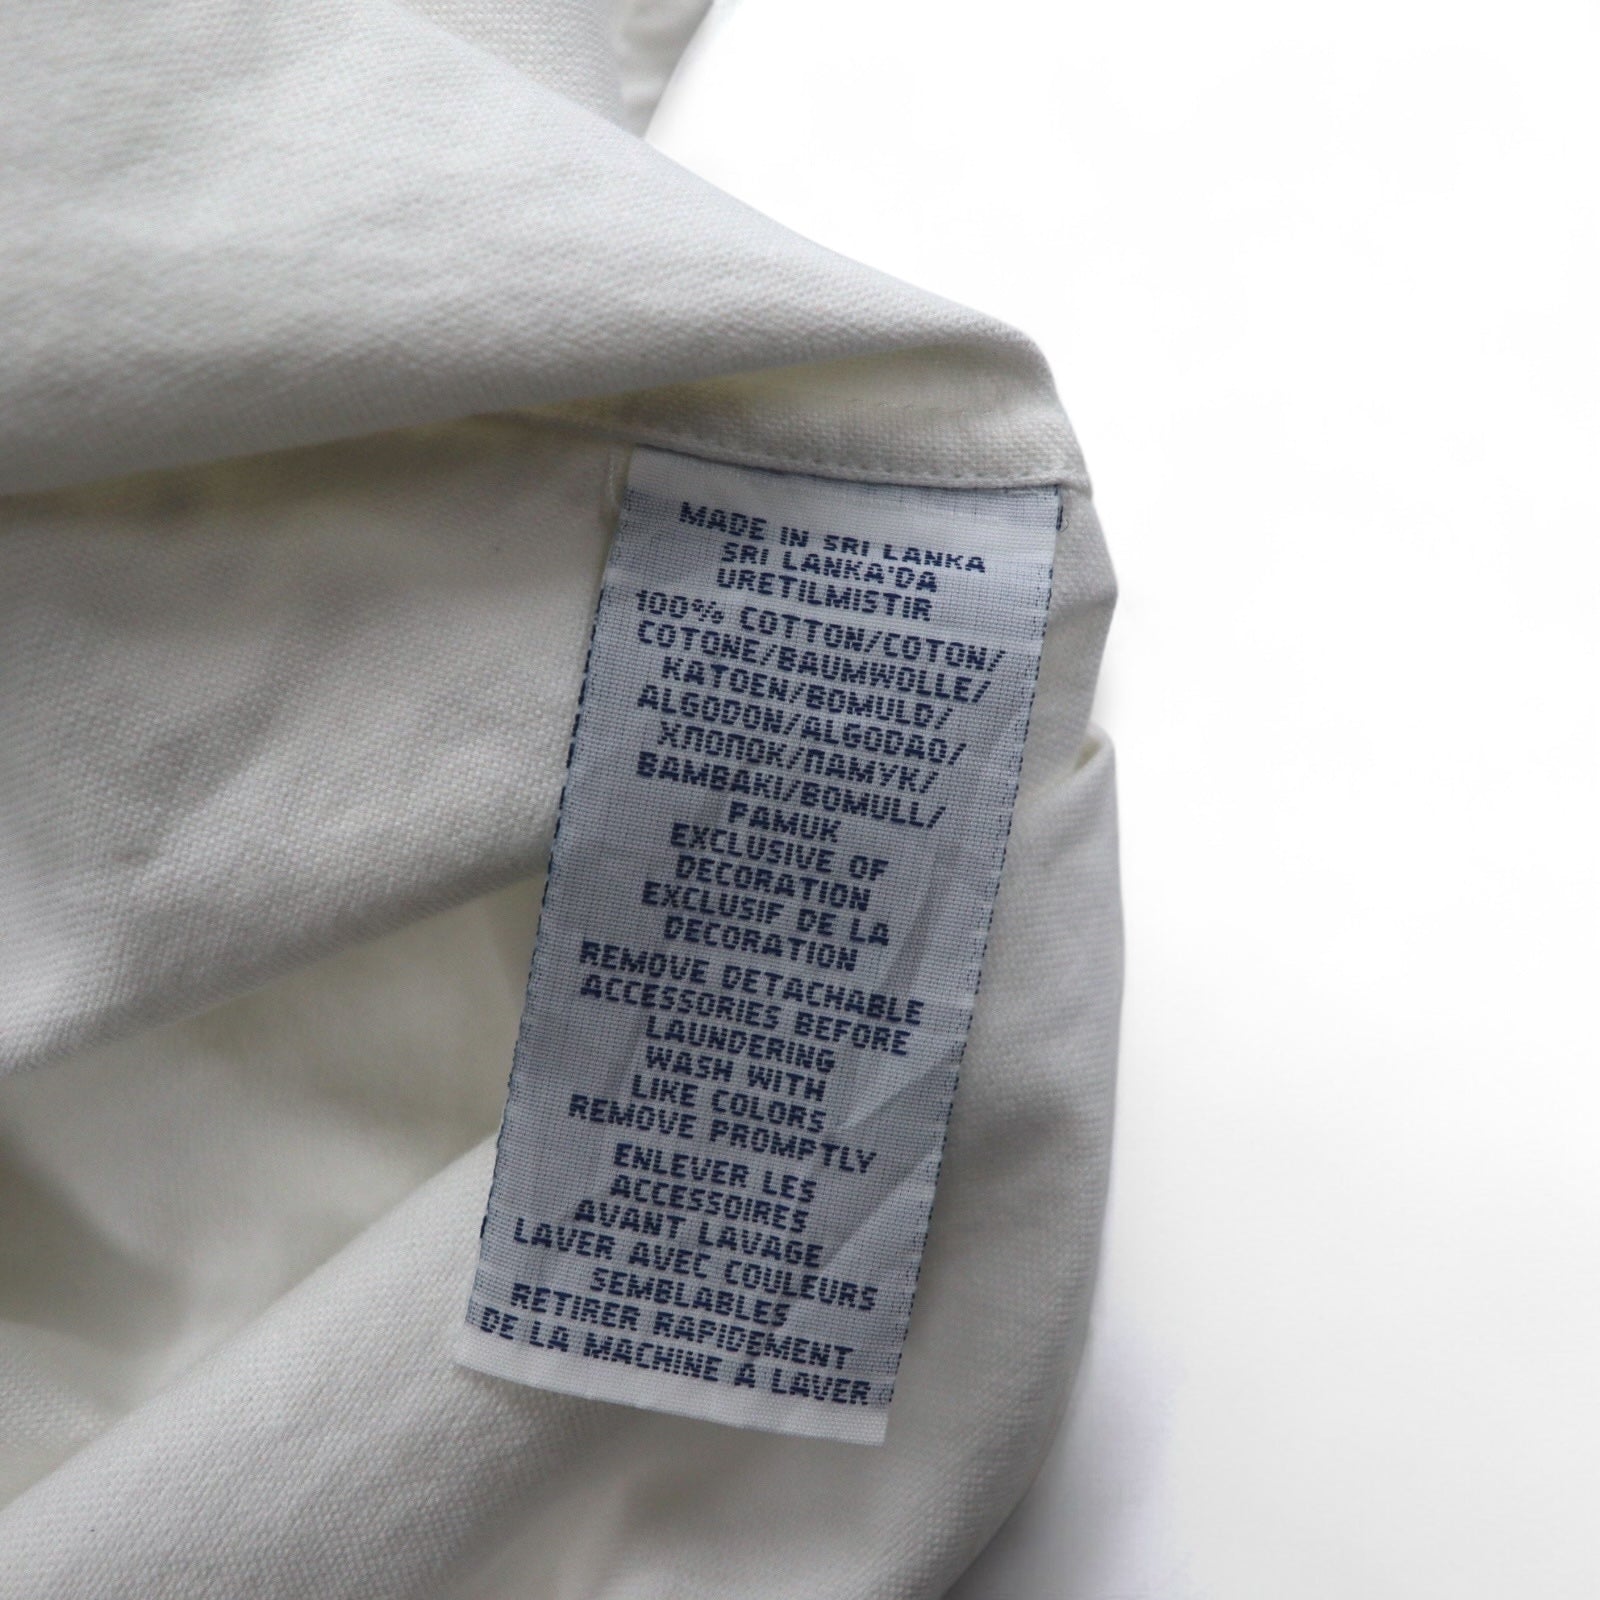 MADE IN SRI LANKA
SRI LANKA'DA
URETILMISTIR
100% COTTON/COTON/
COTONE/BAUMWOLLE/
KATOEN/BOMULD/
ALGODON/ALGODAO/
ХЛОПОК/ПАМУК/
BAMBAKI/BOMULL/
PAMUK
EXCLUSIVE OF
DECORATION
EXCLUSIF DE LA
DECORATION
REMOVE DETACHABLE
ACCESSORIES BEFORE
LAUNDERING
WASH WITH
LIKE COLORS
REMOVE PROMPTLY
ENLEVER LES
ACCESSOIRES
AVANT LAVAGE
LAVER AVEC COULEURS
SEMBLABLES
RETIRER RAPIDEMENT
DE LA MACHINE À LAVER